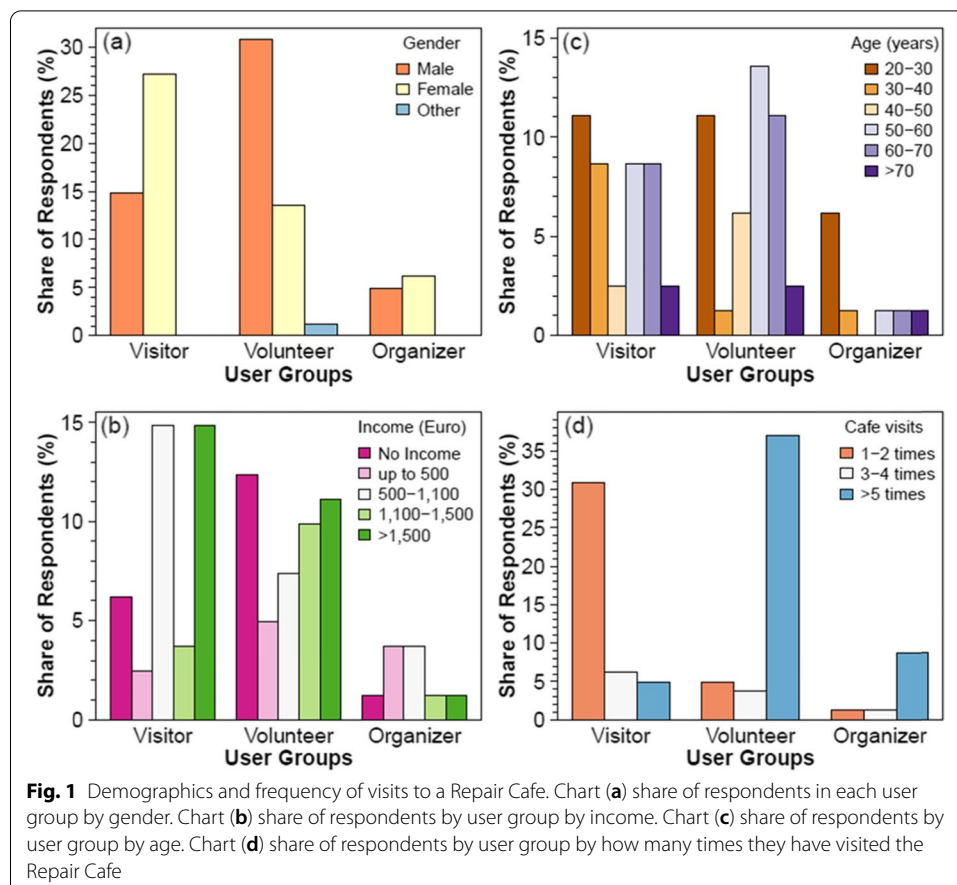 (a)
Gender
Male
Female
Other
Share of Respondents (%)
30
25
20
15
10
5
0
Visitor
Volunteer
Organizer
User Groups
(c)
Age (years)
20−30
30−40
40−50
50−60
60−70
>70
Share of Respondents (%)
15
10
5
0
Visitor
Volunteer
Organizer
User Groups
(b)
Income (Euro)
No Income
up to 500
500−1,100
1,100−1,500
>1,500
Share of Respondents (%)
15
10
5
0
Visitor
Volunteer
Organizer
User Groups
(d)
Cafe visits
1−2 times
3−4 times
>5 times
Share of Respondents (%)
35
30
25
20
15
10
5
0
Visitor
Volunteer
Organizer
User Groups
Fig. 1 Demographics and frequency of visits to a Repair Cafe. Chart (a) share of respondents in each user
group by gender. Chart (b) share of respondents by user group by income. Chart (c) share of respondents by
user group by age. Chart (d) share of respondents by user group by how many times they have visited the
Repair Cafe